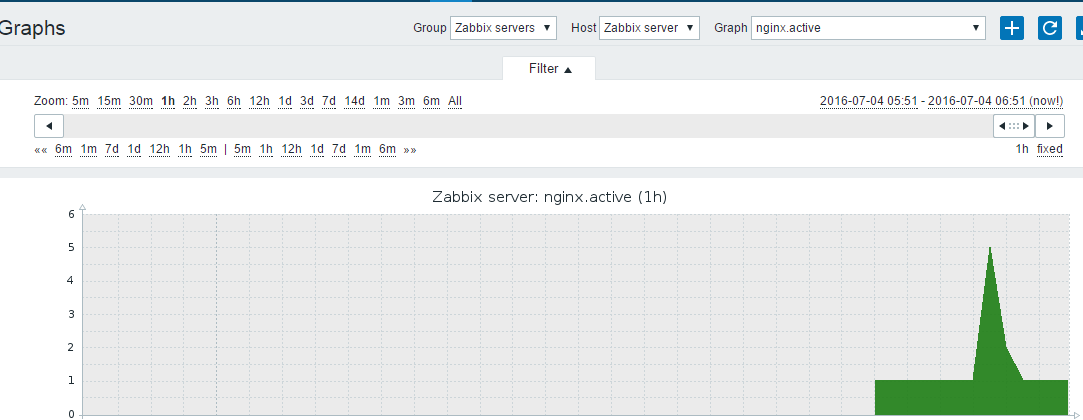 Graphs
Group Zabbix servers Host Zabbix server Graph nginx.active
Filter
Zoom: 5m 15m 30m 1h 2h 3h 6h 12h 1d 3d 7d 14d 1m 3m 6m All
2016-07-04 05:51 - 2016-07-04 06:51 (now!)
«« 6m 1m 7d 1d 12h 1h 5m | 5m 1h 12h 1d 7d 1m 6m »»
1h fixed
Zabbix server: nginx.active (1h)
6
5
4
3
2
1
0